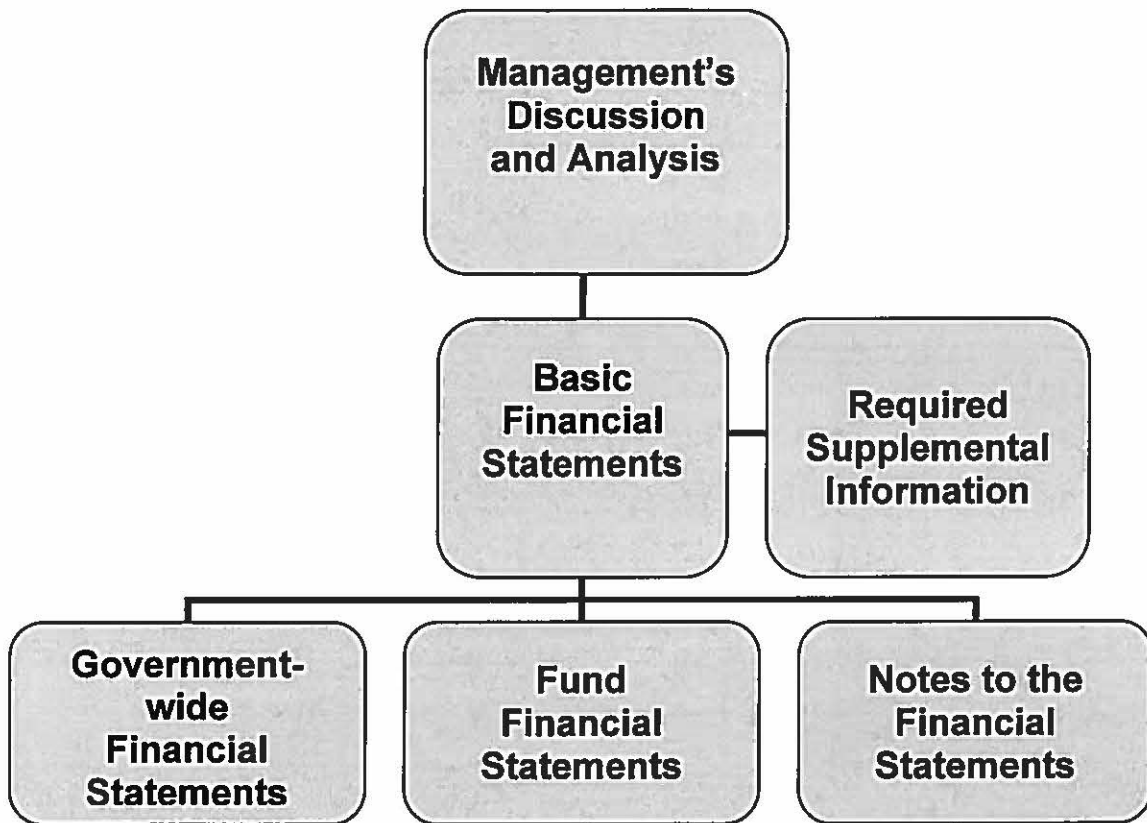 Management's
Discussion
and Analysis
Basic
Financial
Statements
Required
Supplemental
Information
Government-
wide
Financial
Statements
Fund
Financial
Statements
Notes to the
Financial
Statements